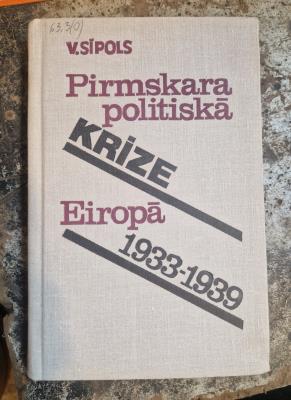 63.3(0)
V.SĪPOLS
Pirmskara
politiskā
KRĪZE
Eiropā
1933-1939